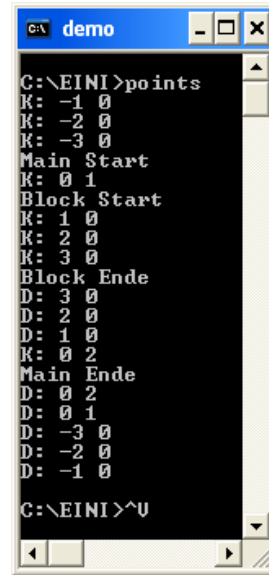 demo
C:\EINI>points
K: -1 0
K: -2 0
K: -3 0
Main Start
K: 0 1
Block Start
K: 1 0
K: 2 0
K: 3 0
Block Ende
D: 3 0
D: 2 0
D: 1 0
K: 0 2
Main Ende
D: 0 2
D: 0 1
D: -3 0
D: -2 0
D: -1 0
C:\EINI>^U